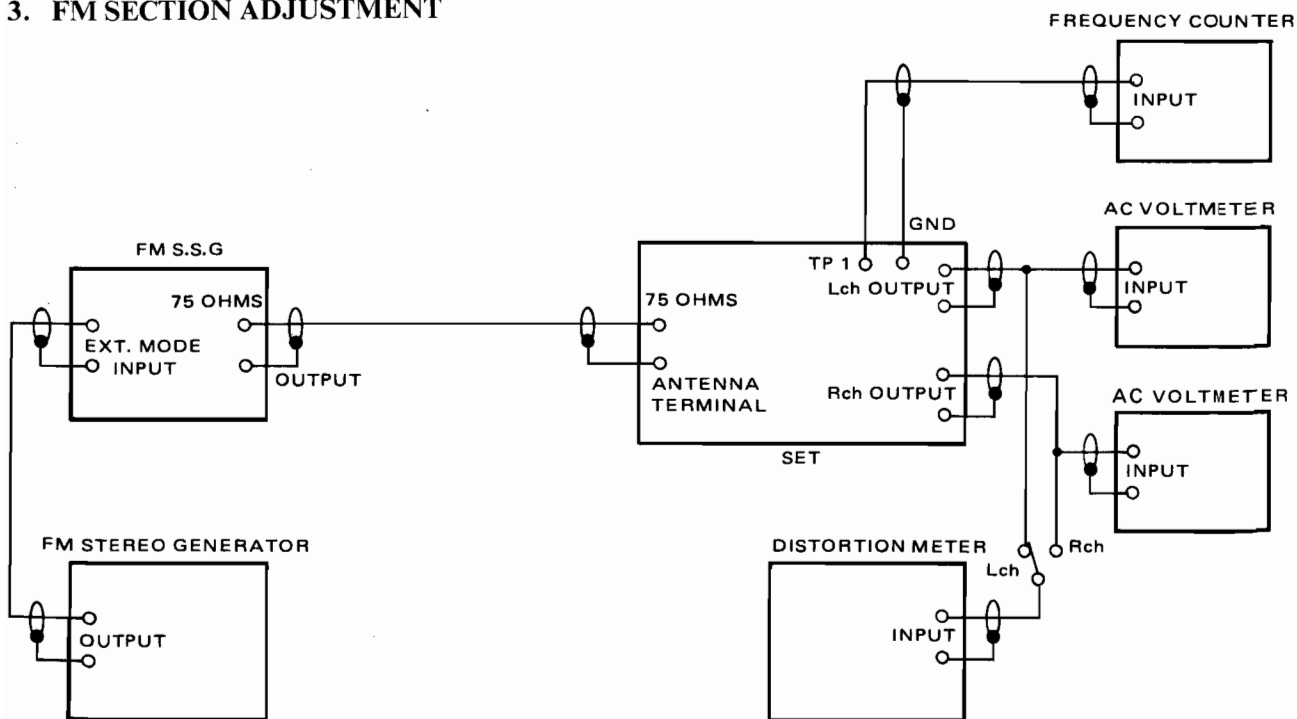 3. FM SECTION ADJUSTMENT
FREQUENCY COUNTER
INPUT
AC VOLTMETER
GND
FM S.S.G
TP 1
75 OHMS
75 OHMS
Lch OUTPUT
INPUT
EXT. MODE
INPUT
OUTPUT
ANTENNA
TERMINAL
Rch OUTPUT
AC VOLTMETER
SET
INPUT
FM STEREO GENERATOR
DISTORTION METER
Rch
Lch
OUTPUT
INPUT